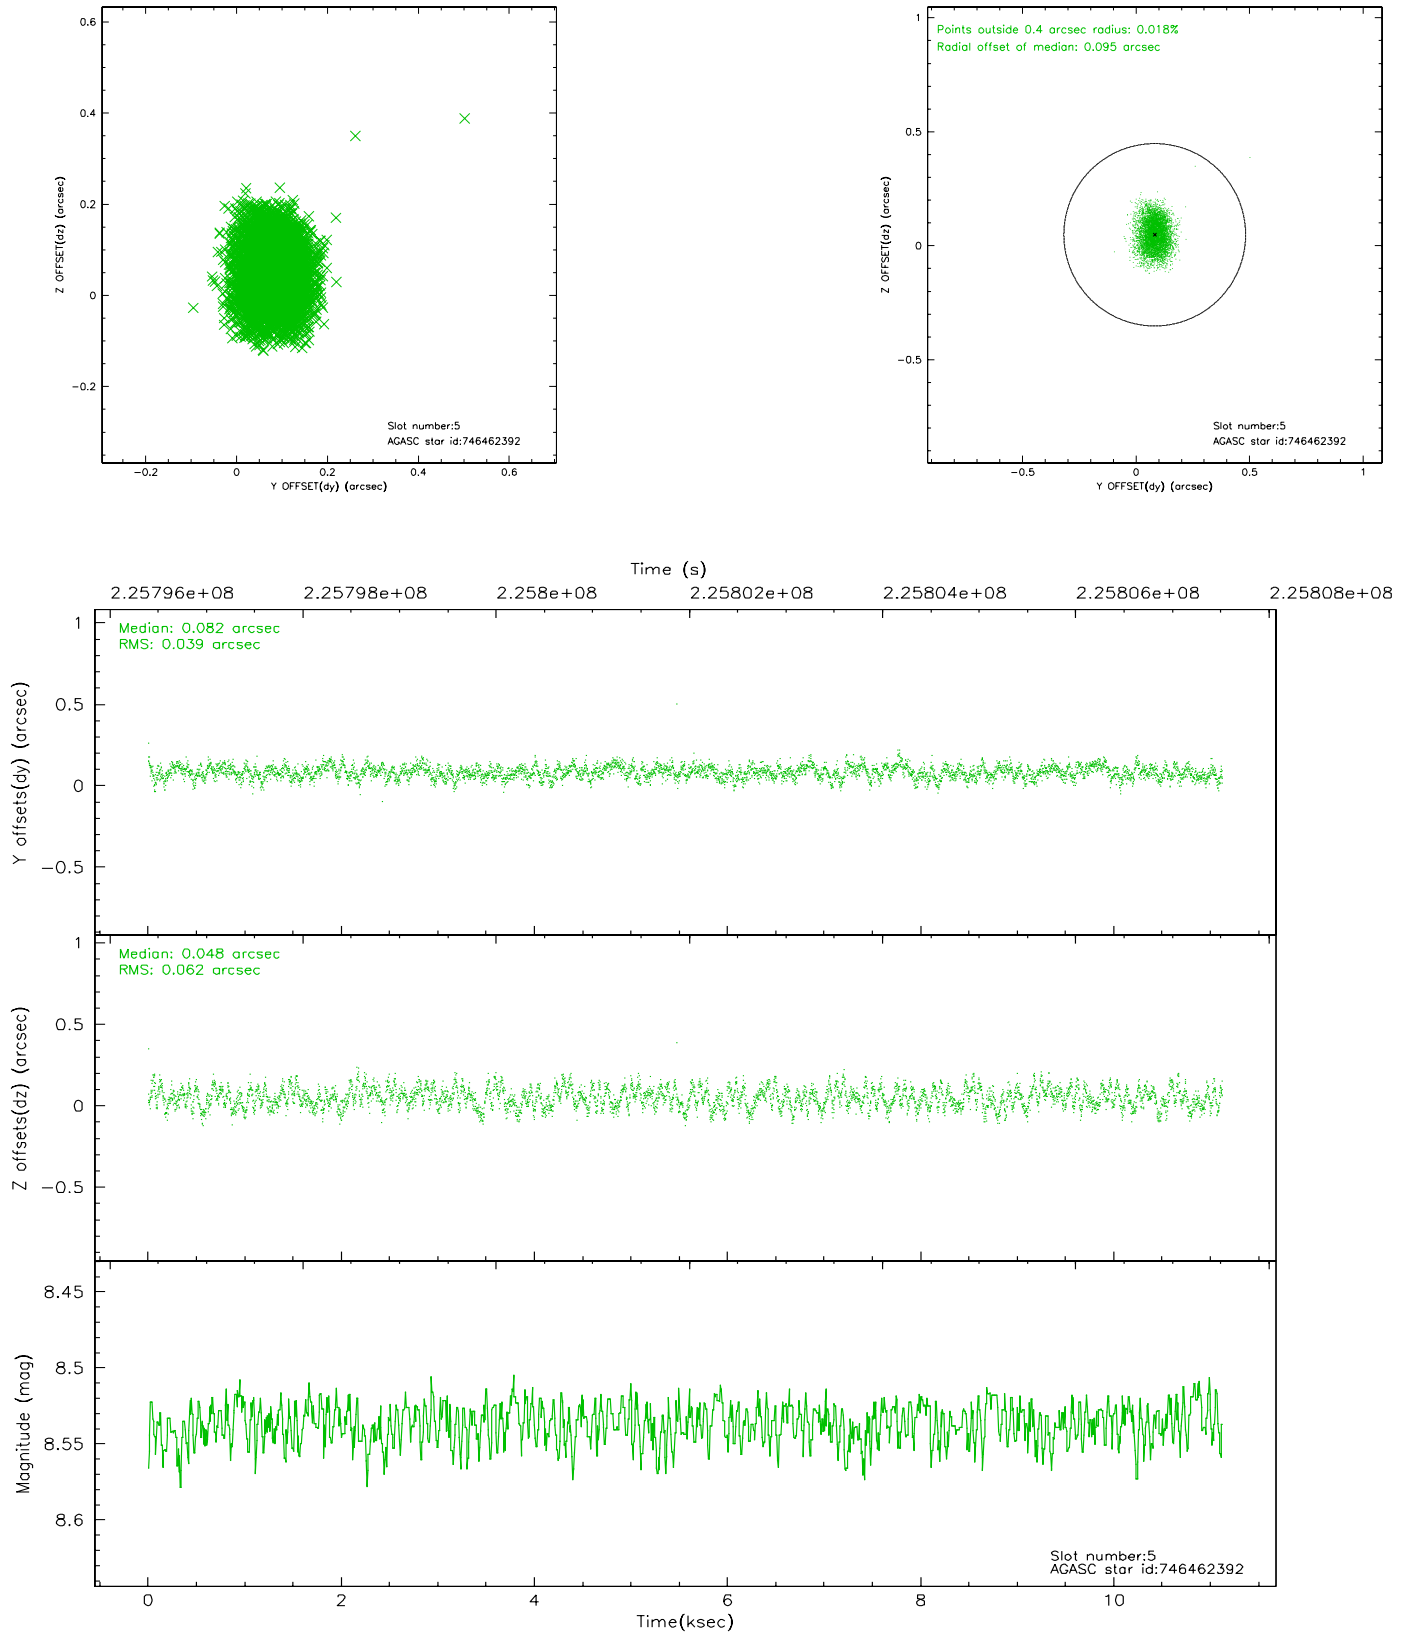 0.6
0.4
0.2
0
−0.2
Z OFFSET(dz) (arcsec)
Slot number:5
AGASC star id:746462392
−0.2 0 0.2 0.4 0.6
Y OFFSET(dy) (arcsec)
Points outside 0.4 arcsec radius: 0.018%
Radial offset of median: 0.095 arcsec
1
0.5
0
−0.5
Z OFFSET(dz) (arcsec)
Slot number:5
AGASC star id:746462392
−0.5 0 0.5 1
Y OFFSET(dy) (arcsec)
Time (s)
2.25796e+08 2.25798e+08 2.258e+08 2.25802e+08 2.25804e+08 2.25806e+08 2.25808e+08
Median: 0.082 arcsec
RMS: 0.039 arcsec
1
0.5
0
−0.5
Y offsets(dy) (arcsec)
Median: 0.048 arcsec
RMS: 0.062 arcsec
1
0.5
0
−0.5
Z offsets(dz) (arcsec)
8.45
8.5
8.55
8.6
Magnitude (mag)
Slot number:5
AGASC star id:746462392
0 2 4 6 8 10
Time(ksec)